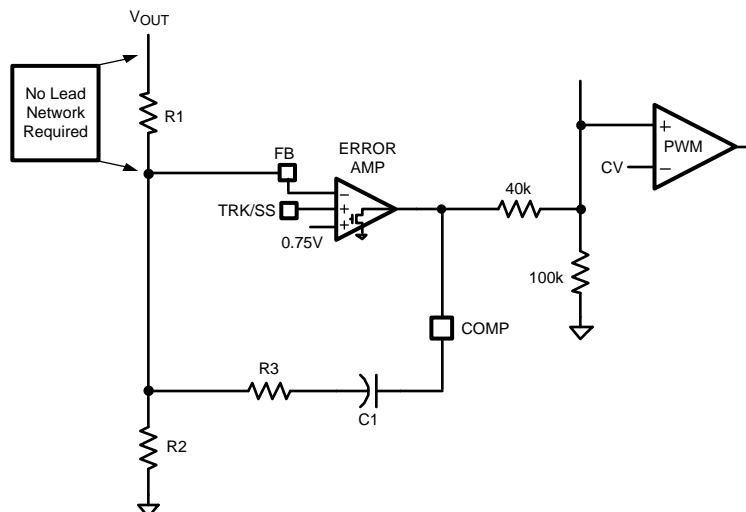 VOUT
No Lead
Network
Required
R1
FB
ERROR
AMP
PWM
CV
TRK/SS
0.75V
40k
100k
COMP
R3
C1
R2